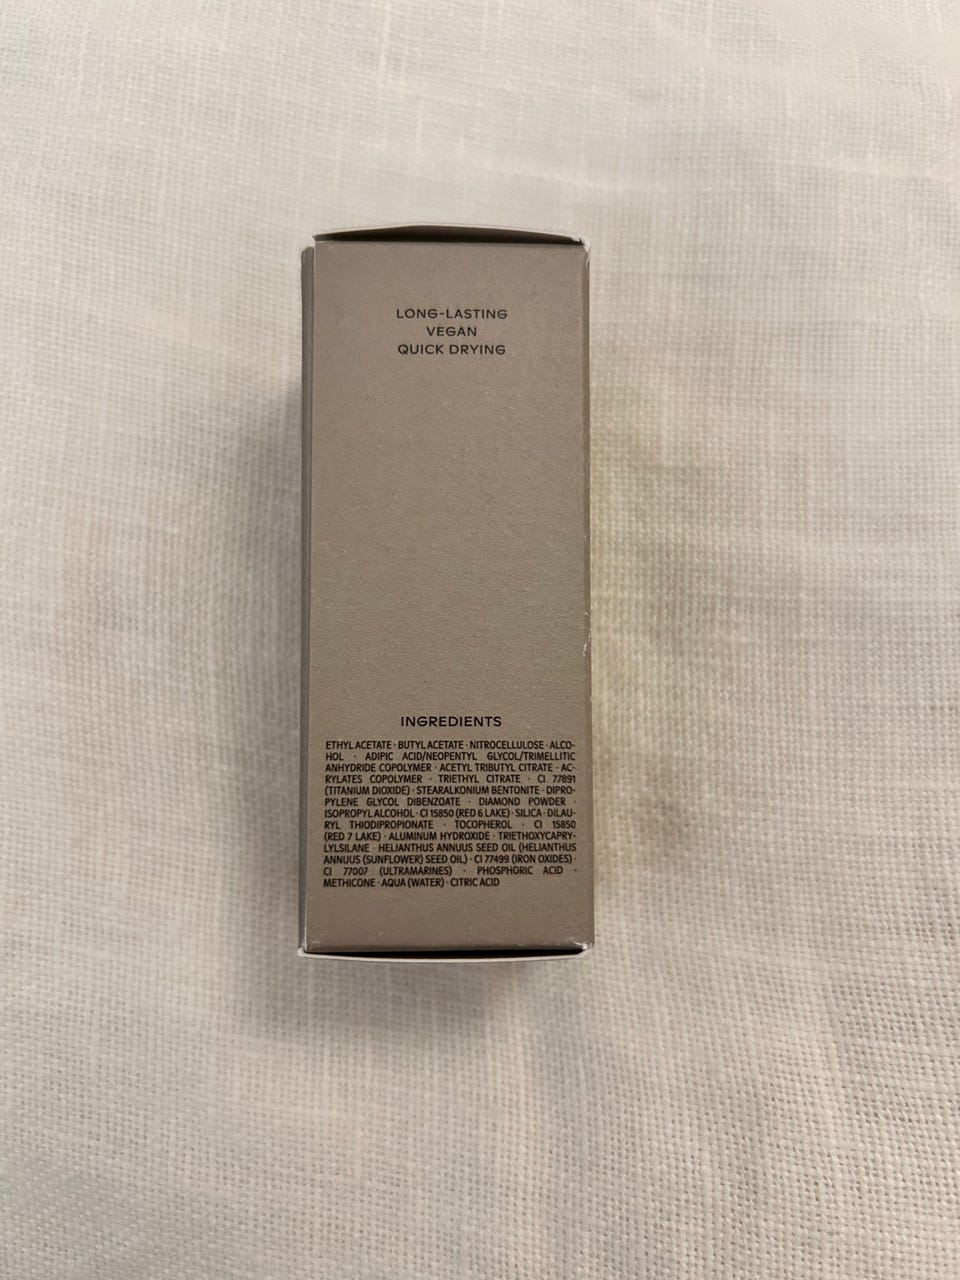 LONG-LASTING
VEGAN
QUICK DRYING
INGREDIENTS
ETHYL ACETATE · BUTYL ACETATE · NITROCELLULOSE · ALCO-
HOL · ADIPIC ACID/NEOPENTYL GLYCOL/TRIMELLITIC
ANHYDRIDE COPOLYMER · ACETYL TRIBUTYL CITRATE · AC-
RYLATES COPOLYMER · TRIETHYL CITRATE · CI 77891
(TITANIUM DIOXIDE) · STEARALKONIUM BENTONITE · DIPRO-
PYLENE GLYCOL DIBENZOATE · DIAMOND POWDER ·
ISOPROPYL ALCOHOL · CI 15850 (RED 6 LAKE) · SILICA · DILAU-
RYL THIODIPROPIONATE · TOCOPHEROL · CI 15850
(RED 7 LAKE) · ALUMINUM HYDROXIDE · TRIETHOXYCAPRY-
LYLSILANE · HELIANTHUS ANNUUS SEED OIL (HELIANTHUS
ANNUUS (SUNFLOWER) SEED OIL) · CI 77499 (IRON OXIDES) ·
CI 77007 (ULTRAMARINES) · PHOSPHORIC ACID ·
METHICONE · AQUA (WATER) · CITRIC ACID